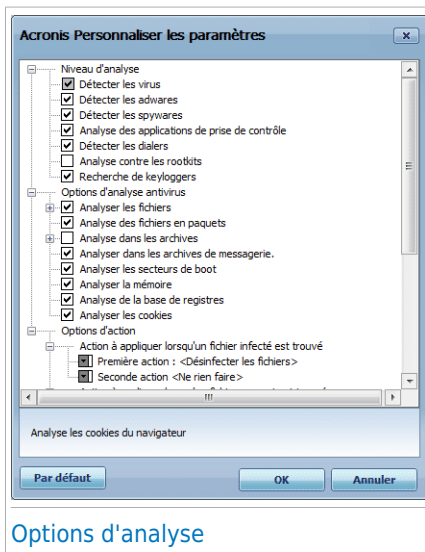 Acronis Personnaliser les paramètres
Niveau d'analyse
Détecter les virus
Détecter les adwares
Détecter les spywares
Analyse des applications de prise de contrôle
Détecter les dialers
Analyse contre les rootkits
Recherche de keyloggers
Options d'analyse antivirus
Analyser les fichiers
Analyse des fichiers en paquets
Analyse dans les archives
Analyser dans les archives de messagerie.
Analyser les secteurs de boot
Analyser la mémoire
Analyse de la base de registres
Analyser les cookies
Options d'action
Action à appliquer lorsqu'un fichier infecté est trouvé
Première action : <Désinfecter les fichiers>
Seconde action <Ne rien faire>
Analyse les cookies du navigateur
Par défaut
OK
Annuler
Options d'analyse